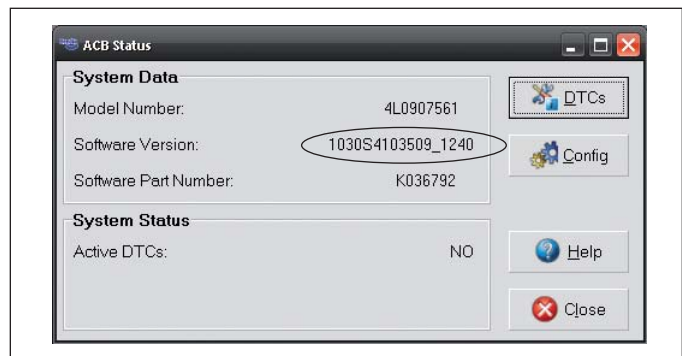 ACB Status
System Data
Model Number: 4L0907561
Software Version: 1030S4103509_1240
Software Part Number: K036792
System Status
Active DTCs: NO
DTCs
Config
Help
Close